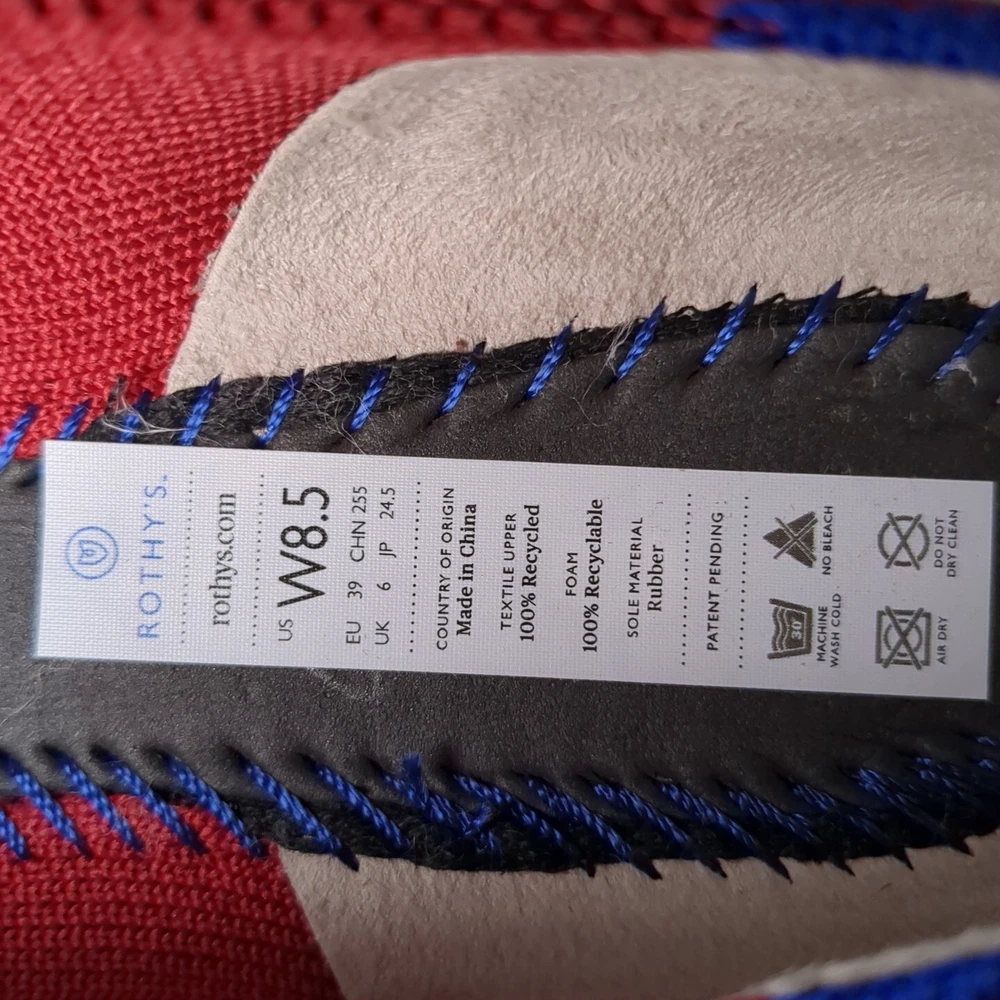 ROTHY'S.
rothys.com
US W8.5
EU 39 CHN 255
UK 6 JP 24.5
COUNTRY OF ORIGIN
Made in China
TEXTILE UPPER
100% Recycled
FOAM
100% Recyclable
SOLE MATERIAL
Rubber
PATENT PENDING
30
MACHINE
WASH COLD
NO BLEACH
AIR DRY
DO NOT
DRY CLEAN